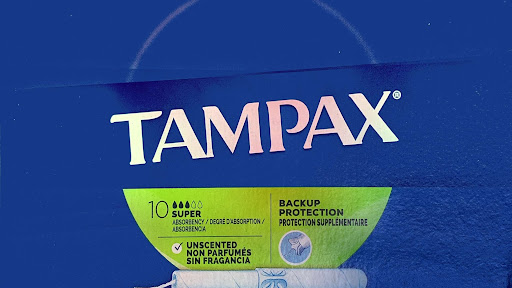 TAMPAX®
10 SUPER
ABSORBENCY / DEGRÉ D'ABSORPTION /
ABSORBENCIA
UNSCENTED
NON PARFUMÉS
SIN FRAGANCIA
BACKUP
PROTECTION
PROTECTION SUPPLÉMENTAIRE